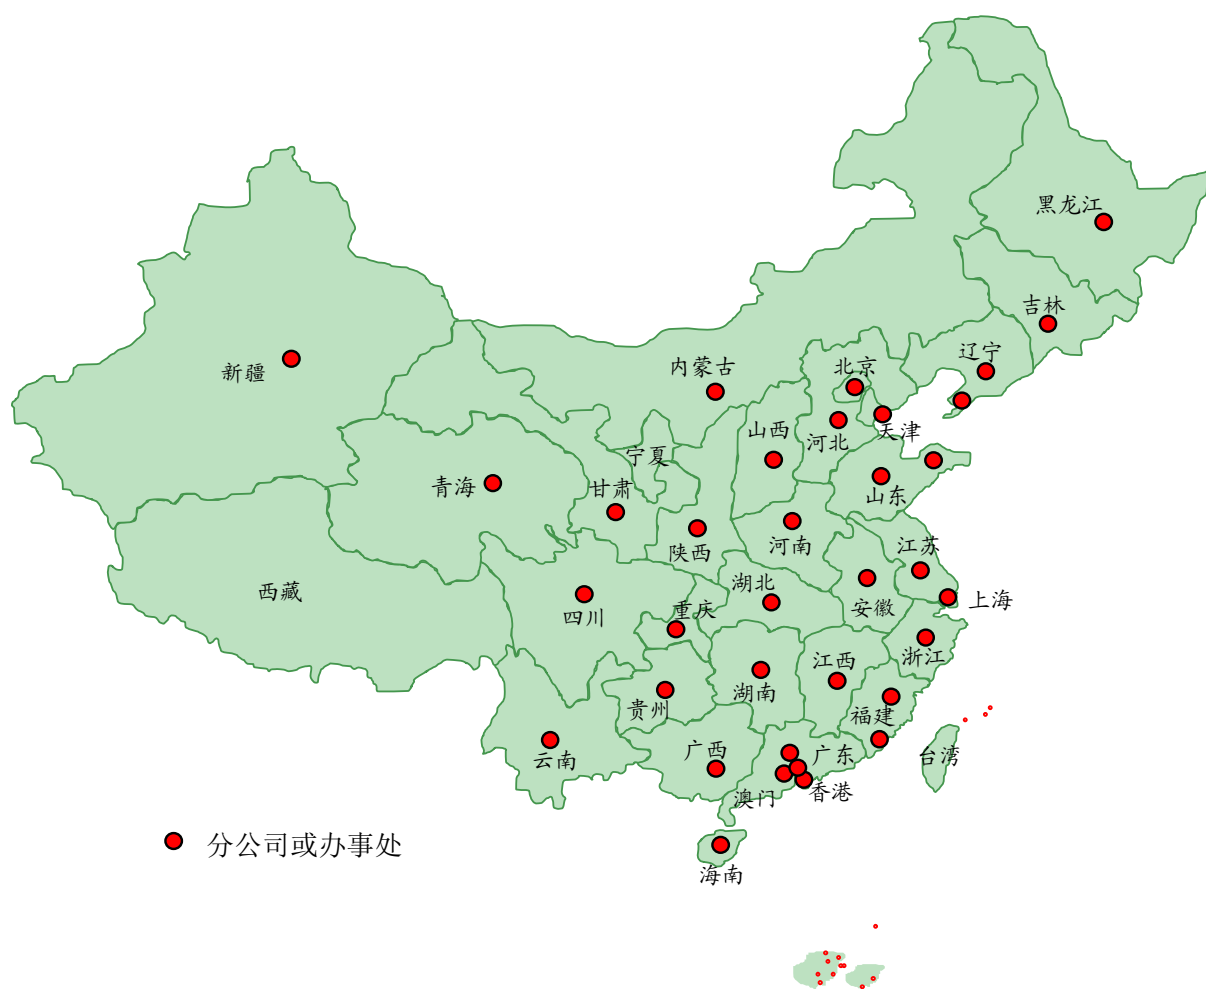 黑龙江
吉林
辽宁
内蒙古
北京
新疆
山西
河北
天津
宁夏
青海
甘肃
山东
陕西
河南
江苏
西藏
湖北
安徽
上海
四川
重庆
浙江
江西
湖南
贵州
福建
云南
广西
广东
台湾
澳门
香港
分公司或办事处
海南